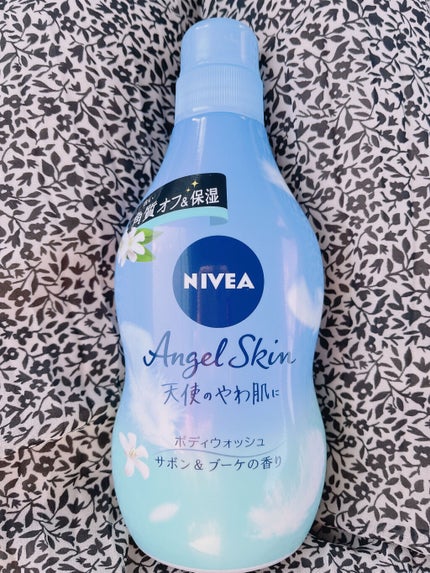 角質オフ&保湿
NIVEA
Angel Skin
天使のやわ肌に
ボディウォッシュ
サボン&ブーケの香り